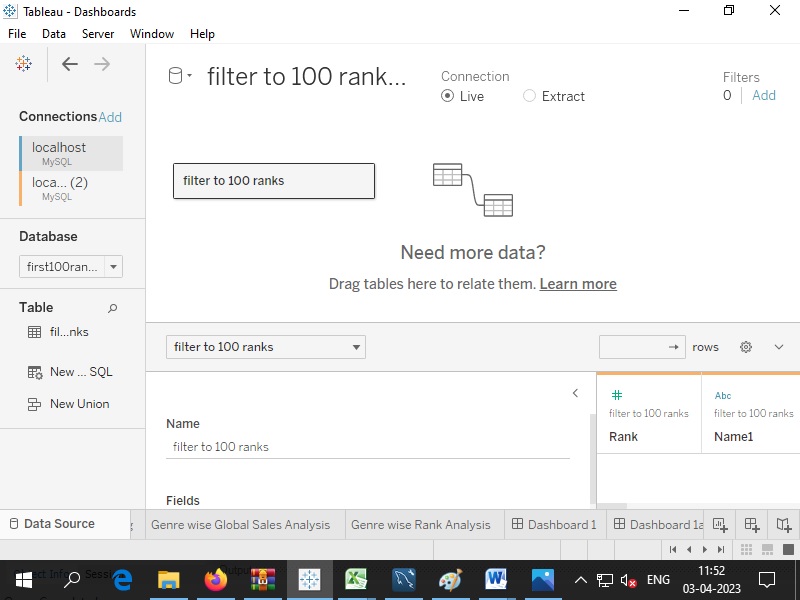 Tableau - Dashboards
File Data Server Window Help
filter to 100 rank...
Connection
Live Extract
Filters
0 Add
Connections Add
localhost
MySQL
loca... (2)
MySQL
filter to 100 ranks
Need more data?
Drag tables here to relate them. Learn more
Database
first100ran...
Table
fil...nks
New ... SQL
New Union
filter to 100 ranks
rows
Name
filter to 100 ranks
Fields
#
filter to 100 ranks
Rank
Abc
filter to 100 ranks
Name1
Data Source
Genre wise Global Sales Analysis
Genre wise Rank Analysis
Dashboard 1
Dashboard 1a
ENG
11:52
03-04-2023